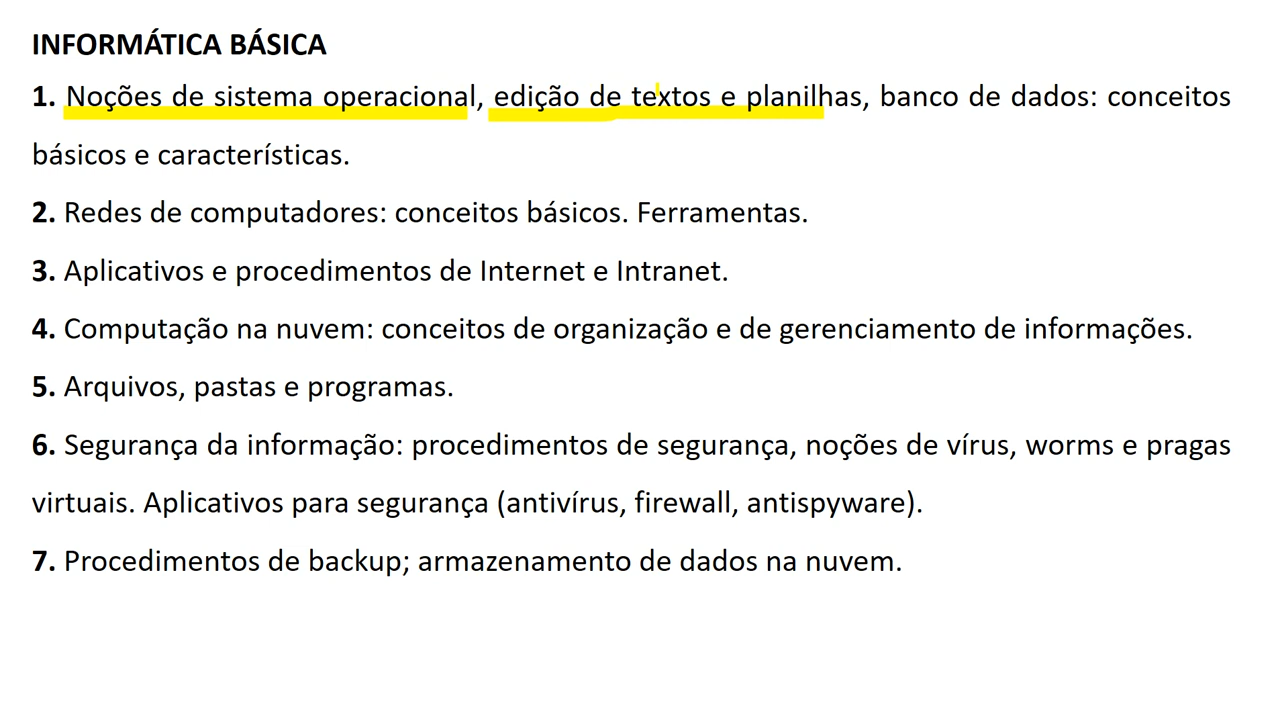 INFORMÁTICA BÁSICA
1. Noções de sistema operacional, edição de textos e planilhas, banco de dados: conceitos
básicos e características.
2. Redes de computadores: conceitos básicos. Ferramentas.
3. Aplicativos e procedimentos de Internet e Intranet.
4. Computação na nuvem: conceitos de organização e de gerenciamento de informações.
5. Arquivos, pastas e programas.
6. Segurança da informação: procedimentos de segurança, noções de vírus, worms e pragas
virtuais. Aplicativos para segurança (antivírus, firewall, antispyware).
7. Procedimentos de backup; armazenamento de dados na nuvem.